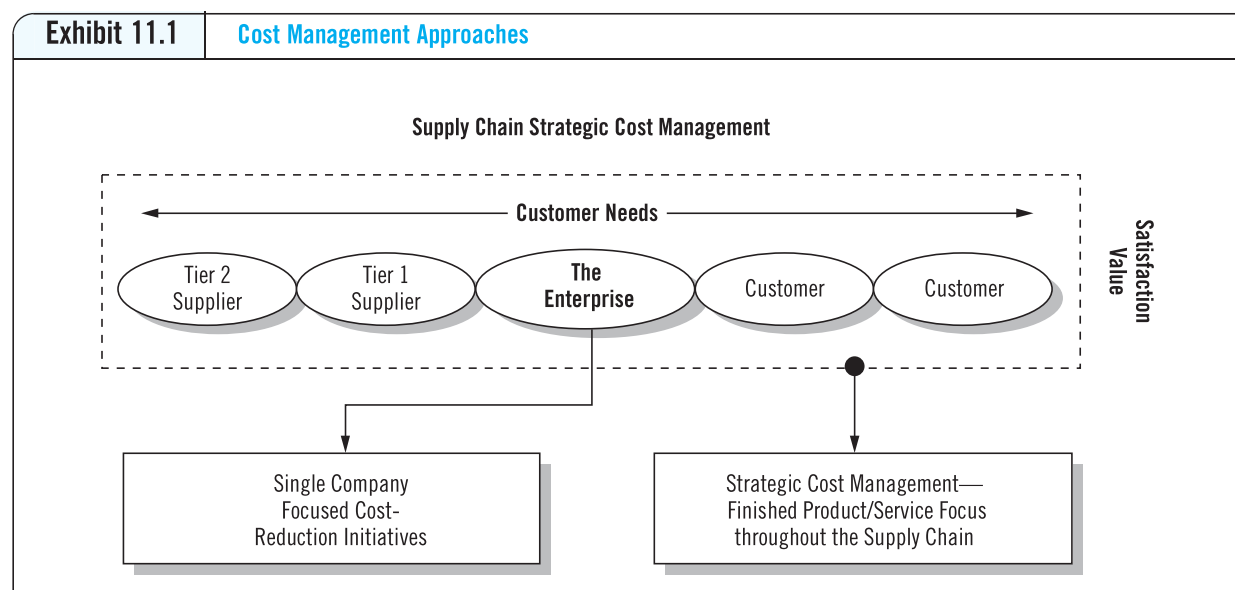 Exhibit 11.1
Cost Management Approaches
Supply Chain Strategic Cost Management
Customer Needs
Tier 2
Supplier
Tier 1
Supplier
The
Enterprise
Customer
Customer
Satisfaction
Value
Single Company
Focused Cost-
Reduction Initiatives
Strategic Cost Management—
Finished Product/Service Focus
throughout the Supply Chain